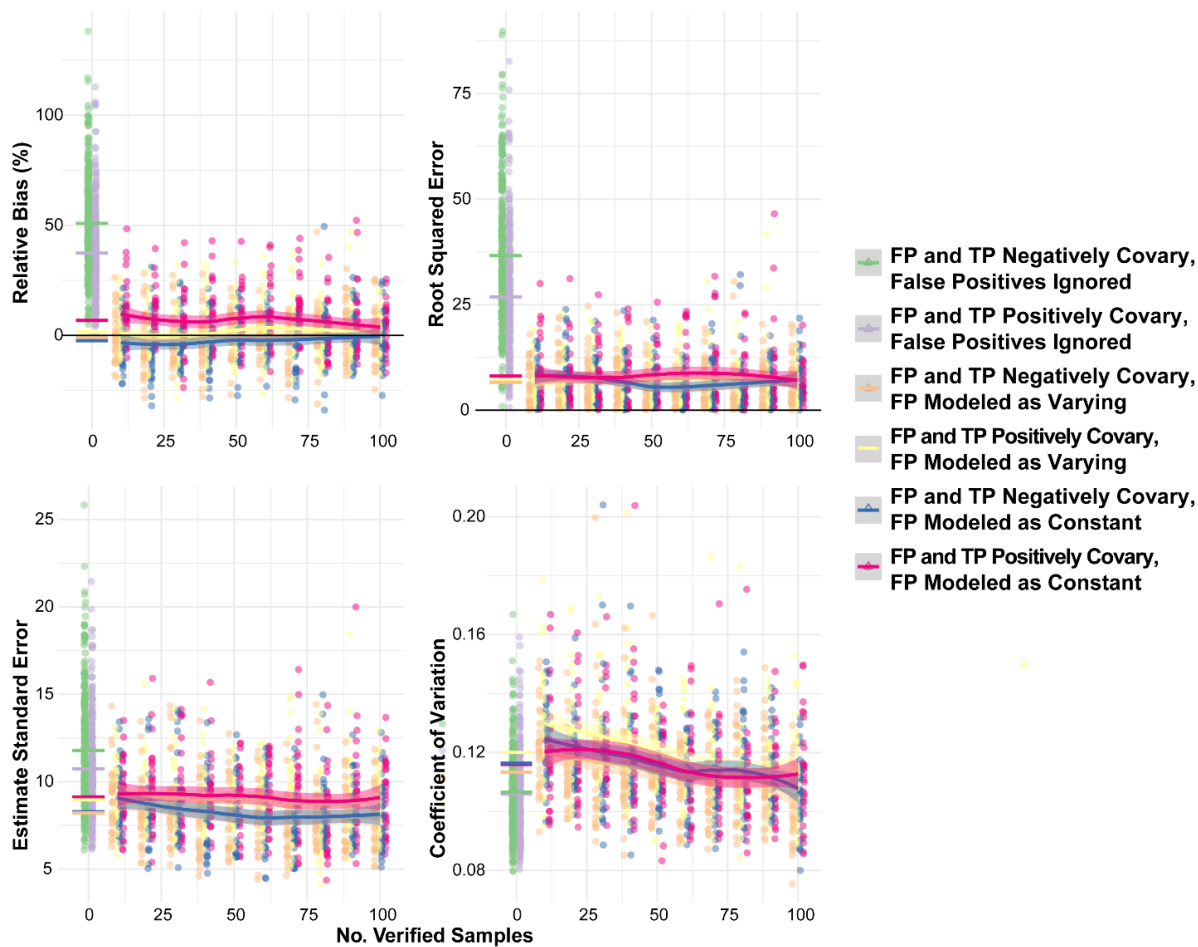 Relative Bias (%)
100
50
0
0
25
50
75
100
Root Squared Error
75
50
25
0
0
25
50
75
100
Estimate Standard Error
25
20
15
10
5
0
25
50
75
100
Coefficient of Variation
0.20
0.16
0.12
0.08
0
25
50
75
100
No. Verified Samples
FP and TP Negatively Covary,
False Positives Ignored
FP and TP Positively Covary,
False Positives Ignored
FP and TP Negatively Covary,
FP Modeled as Varying
FP and TP Positively Covary,
FP Modeled as Varying
FP and TP Negatively Covary,
FP Modeled as Constant
FP and TP Positively Covary,
FP Modeled as Constant